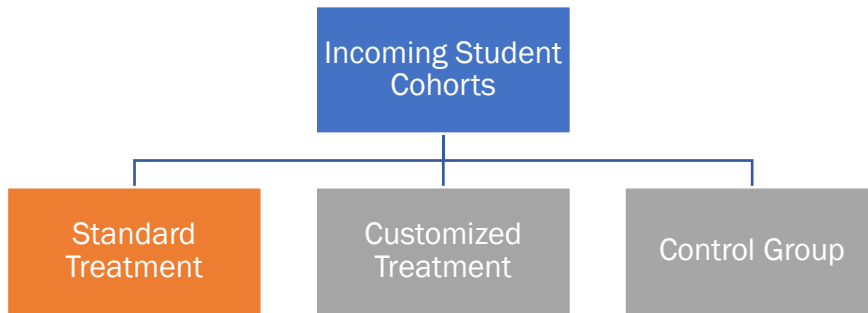 Incoming Student
Cohorts
Standard
Treatment
Customized
Treatment
Control Group